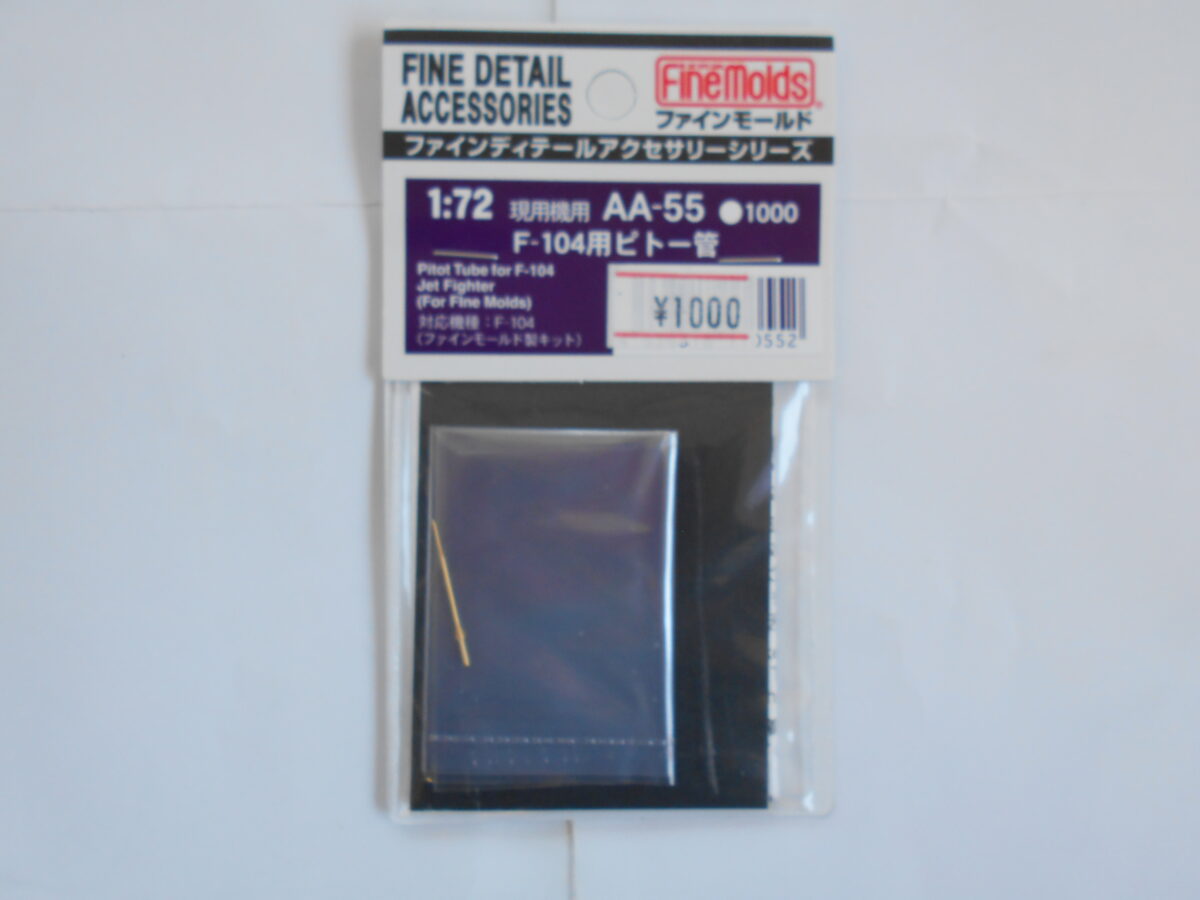 FINE DETAIL
ACCESSORIES
FineMolds
ファインモールド
ファインディテールアクセサリーシリーズ
1:72 現用機用 AA-55 ●1000
F-104用ピトー管
Pitot Tube for F-104
Jet Fighter
(For Fine Molds)
対応機種:F-104
(ファインモールド製キット)
¥1000
0552